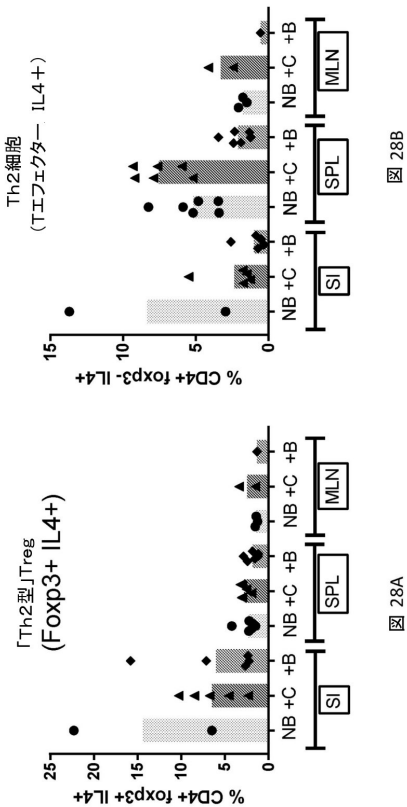 「Th2型」Treg
(Foxp3+ IL4+)
% CD4+ foxp3+ IL4+
25
20
15
10
5
0
NB +C +B NB +C +B NB +C +B
SI SPL MLN
図 28A
Th2細胞
(Tエフェクター IL4+)
% CD4+ foxp3- IL4+
15
10
5
0
NB +C +B NB +C +B NB +C +B
SI SPL MLN
図 28B